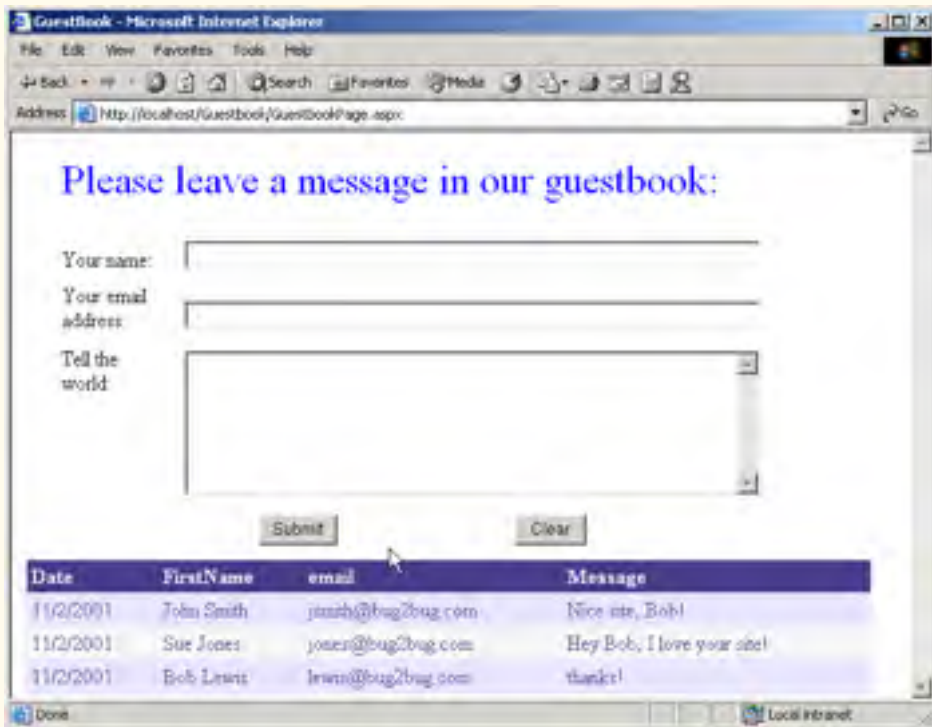 GuestBook - Microsoft Internet Explorer
File Edit View Favorites Tools Help
Back Search Favorites Media
Address http://localhost/Guestbook/GuestbookPage.aspx Go
Please leave a message in our guestbook:
Your name:
Your email
address
Tell the
world
Submit Clear
Date FirstName email Message
11/2/2001 John Smith jsmith@bug2bug.com Nice site, Bob!
11/2/2001 Sue Jones jones@bug2bug.com Hey Bob, I love your site!
11/2/2001 Bob Lewis lewis@bug2bug.com thanks!
Done Local intranet